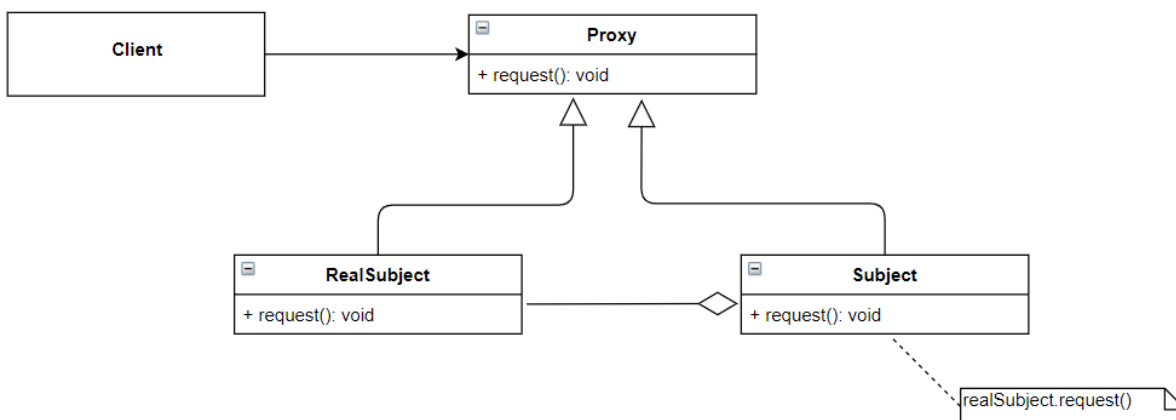 Client
Proxy
+ request(): void
RealSubject
+ request(): void
Subject
+ request(): void
realSubject.request()